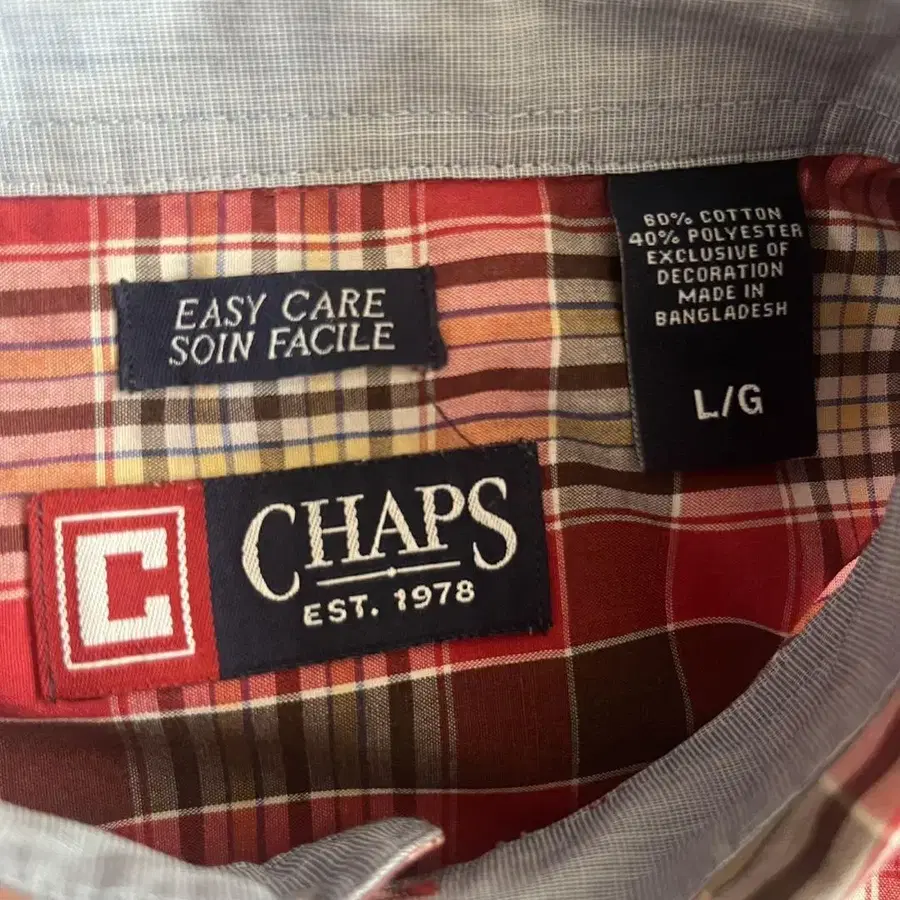 60% COTTON
40% POLYESTER
EXCLUSIVE OF
DECORATION
MADE IN
BANGLADESH
L/G
EASY CARE
SOIN FACILE
C
CHAPS
EST. 1978